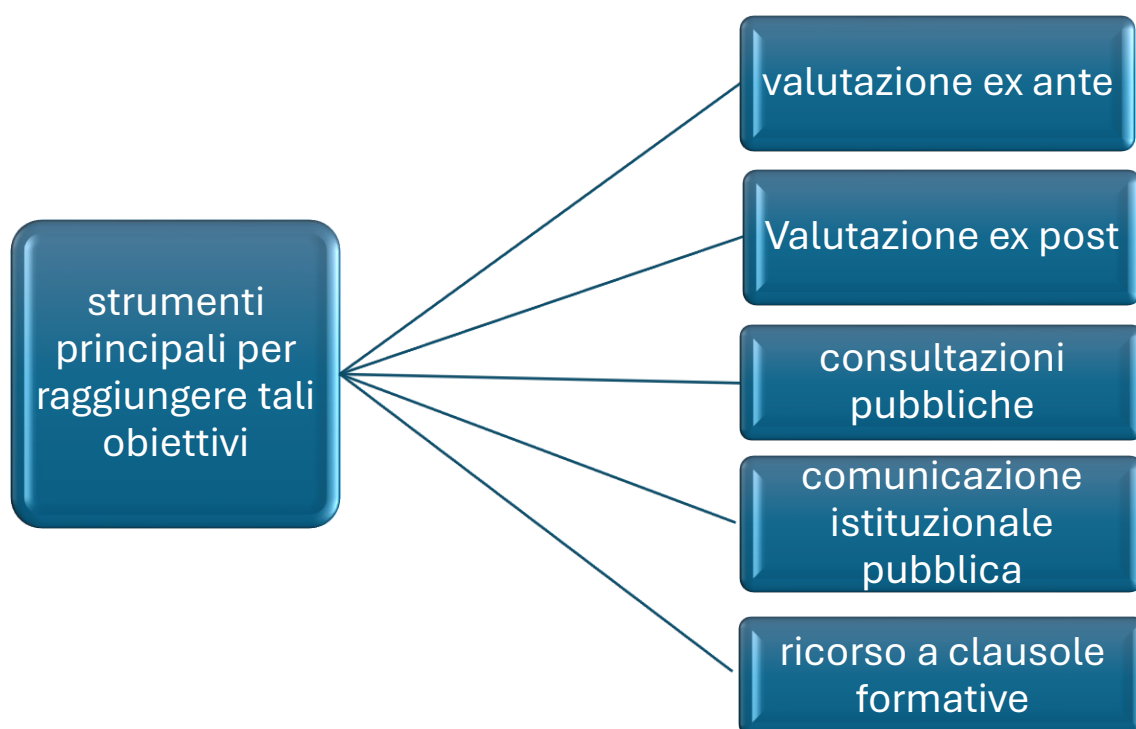 strumenti
principali per
raggiungere tali
obiettivi
valutazione ex ante
Valutazione ex post
consultazioni
pubbliche
comunicazione
istituzionale
pubblica
ricorso a clausole
formative